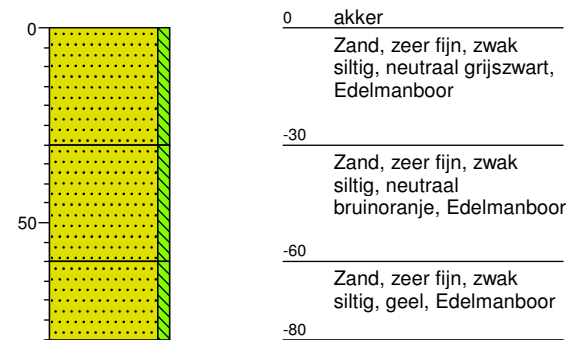 0
50
0 akker
Zand, zeer fijn, zwak
siltig, neutraal grijszwart,
Edelmanboor
-30
Zand, zeer fijn, zwak
siltig, neutraal
bruinoranje, Edelmanboor
-60
Zand, zeer fijn, zwak
siltig, geel, Edelmanboor
-80